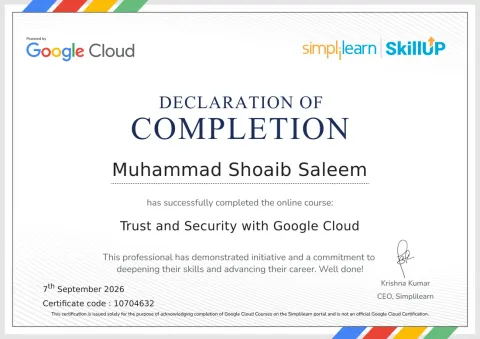 Powered by
Google Cloud
simplilearn | SkillUP
DECLARATION OF
COMPLETION
Muhammad Shoaib Saleem
has successfully completed the online course:
Trust and Security with Google Cloud
This professional has demonstrated initiative and a commitment to
deepening their skills and advancing their career. Well done!
7th September 2026
Certificate code : 10704632
Krishna Kumar
CEO, Simplilearn
This certificate is issued solely for the purpose of acknowledging completion of Google Cloud Courses on the Simplilearn portal and is not an official Google Cloud Certification.